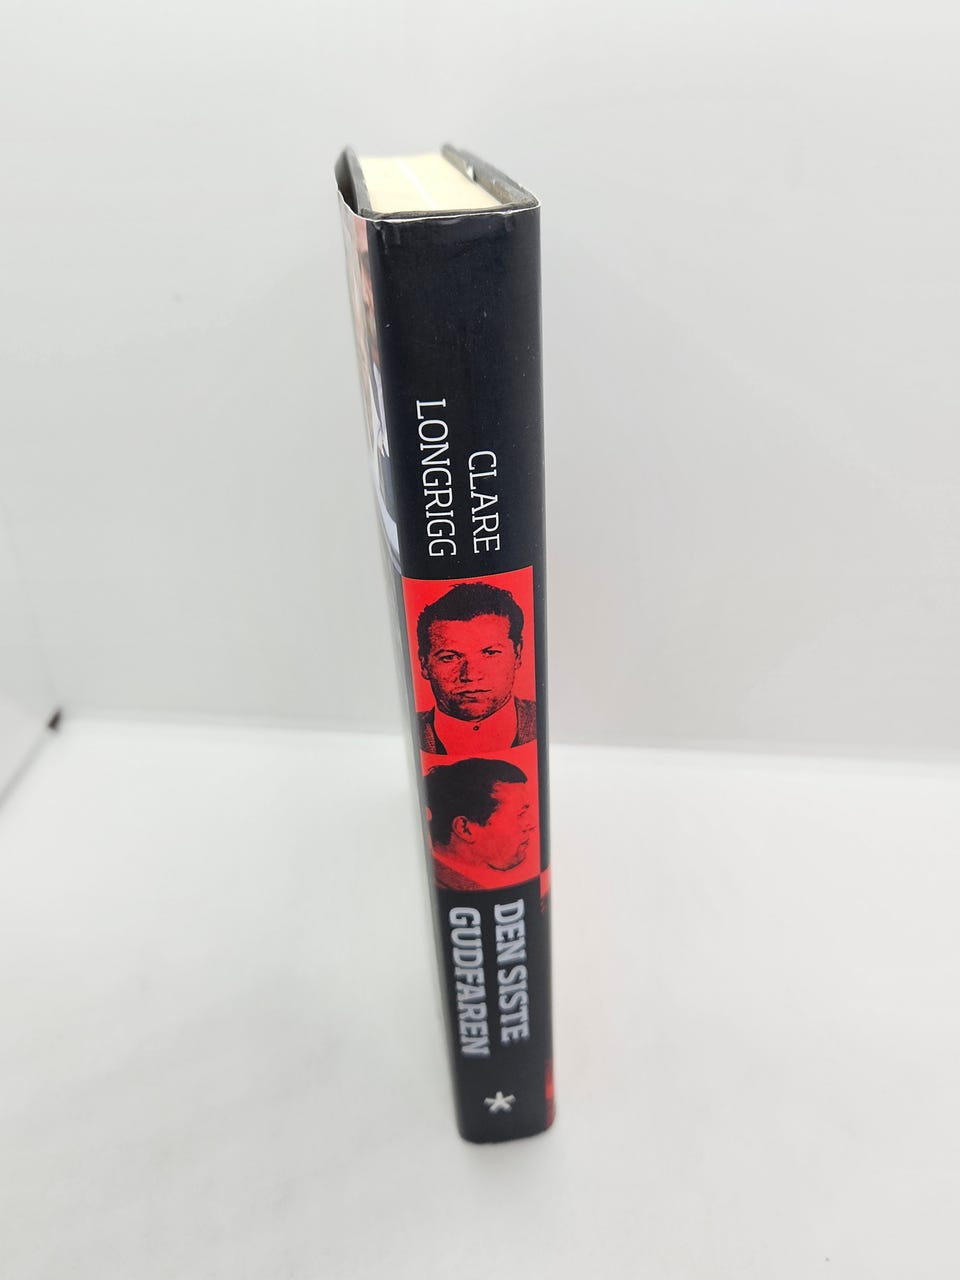 CLARE
LONGRIGG
DEN SISTE
GUDFAREN